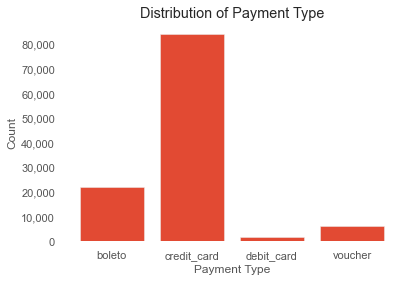 Distribution of Payment Type
80,000
70,000
60,000
50,000
40,000
30,000
20,000
10,000
0
Count
boleto credit_card debit_card voucher
Payment Type